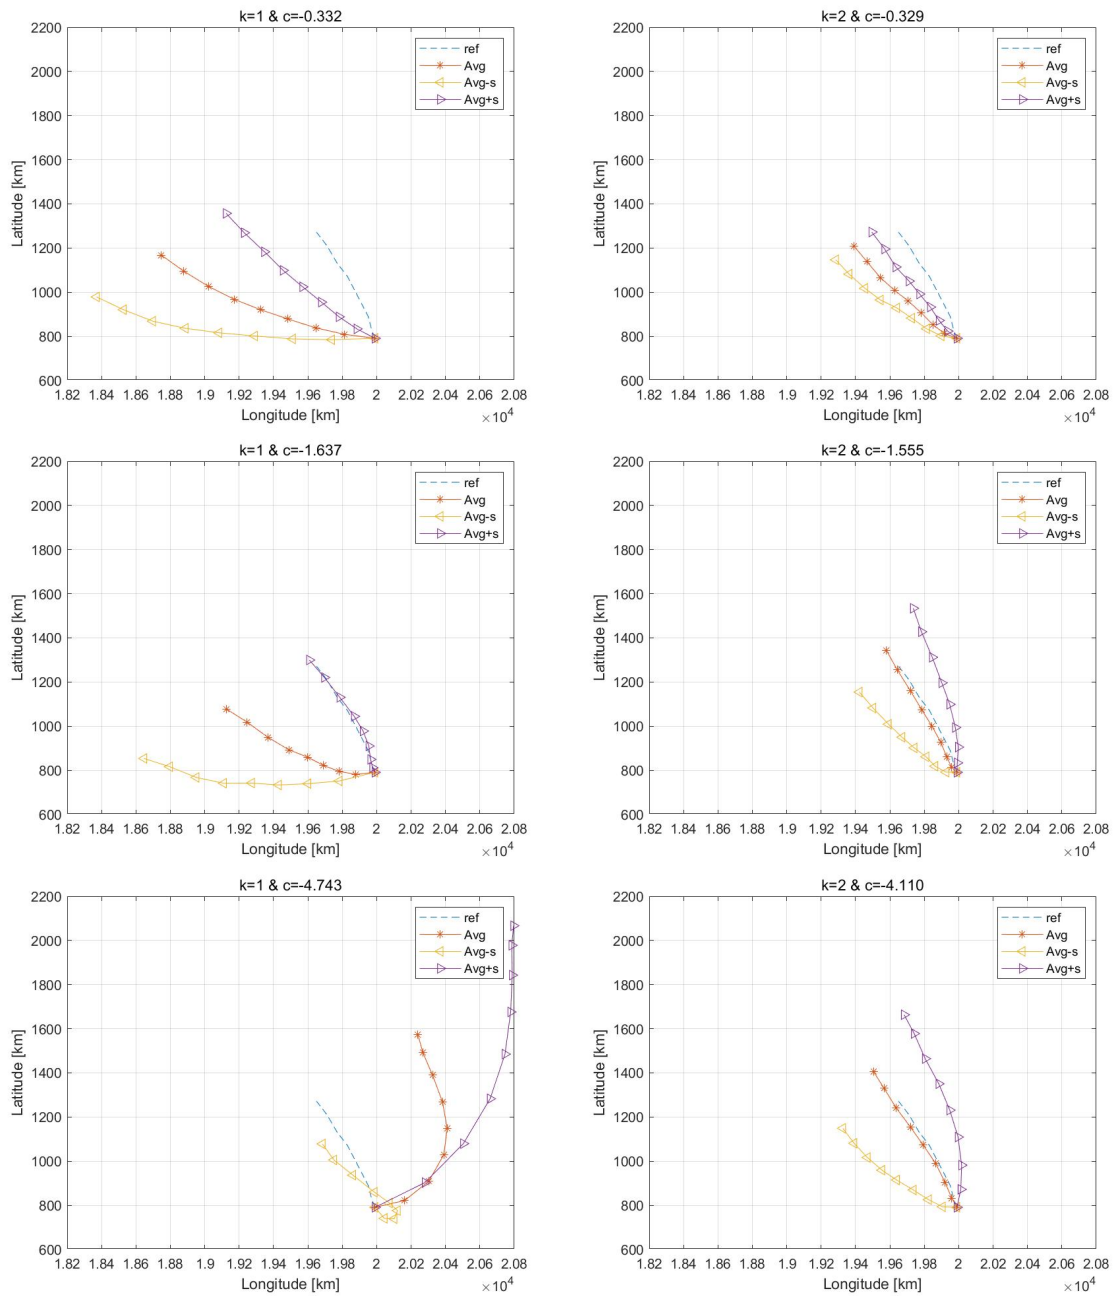 k=1 & c=-0.332
2200
2000
1800
1600
1400
1200
1000
800
600
Latitude [km]
1.82 1.84 1.86 1.88 1.9 1.92 1.94 1.96 1.98 2 2.02 2.04 2.06 2.08
Longitude [km]
×10⁴
ref
Avg
Avg-s
Avg+s
k=2 & c=-0.329
2200
2000
1800
1600
1400
1200
1000
800
600
Latitude [km]
1.82 1.84 1.86 1.88 1.9 1.92 1.94 1.96 1.98 2 2.02 2.04 2.06 2.08
Longitude [km]
×10⁴
ref
Avg
Avg-s
Avg+s
k=1 & c=-1.637
2200
2000
1800
1600
1400
1200
1000
800
600
Latitude [km]
1.82 1.84 1.86 1.88 1.9 1.92 1.94 1.96 1.98 2 2.02 2.04 2.06 2.08
Longitude [km]
×10⁴
ref
Avg
Avg-s
Avg+s
k=2 & c=-1.555
2200
2000
1800
1600
1400
1200
1000
800
600
Latitude [km]
1.82 1.84 1.86 1.88 1.9 1.92 1.94 1.96 1.98 2 2.02 2.04 2.06 2.08
Longitude [km]
×10⁴
ref
Avg
Avg-s
Avg+s
k=1 & c=-4.743
2200
2000
1800
1600
1400
1200
1000
800
600
Latitude [km]
1.82 1.84 1.86 1.88 1.9 1.92 1.94 1.96 1.98 2 2.02 2.04 2.06 2.08
Longitude [km]
×10⁴
ref
Avg
Avg-s
Avg+s
k=2 & c=-4.110
2200
2000
1800
1600
1400
1200
1000
800
600
Latitude [km]
1.82 1.84 1.86 1.88 1.9 1.92 1.94 1.96 1.98 2 2.02 2.04 2.06 2.08
Longitude [km]
×10⁴
ref
Avg
Avg-s
Avg+s